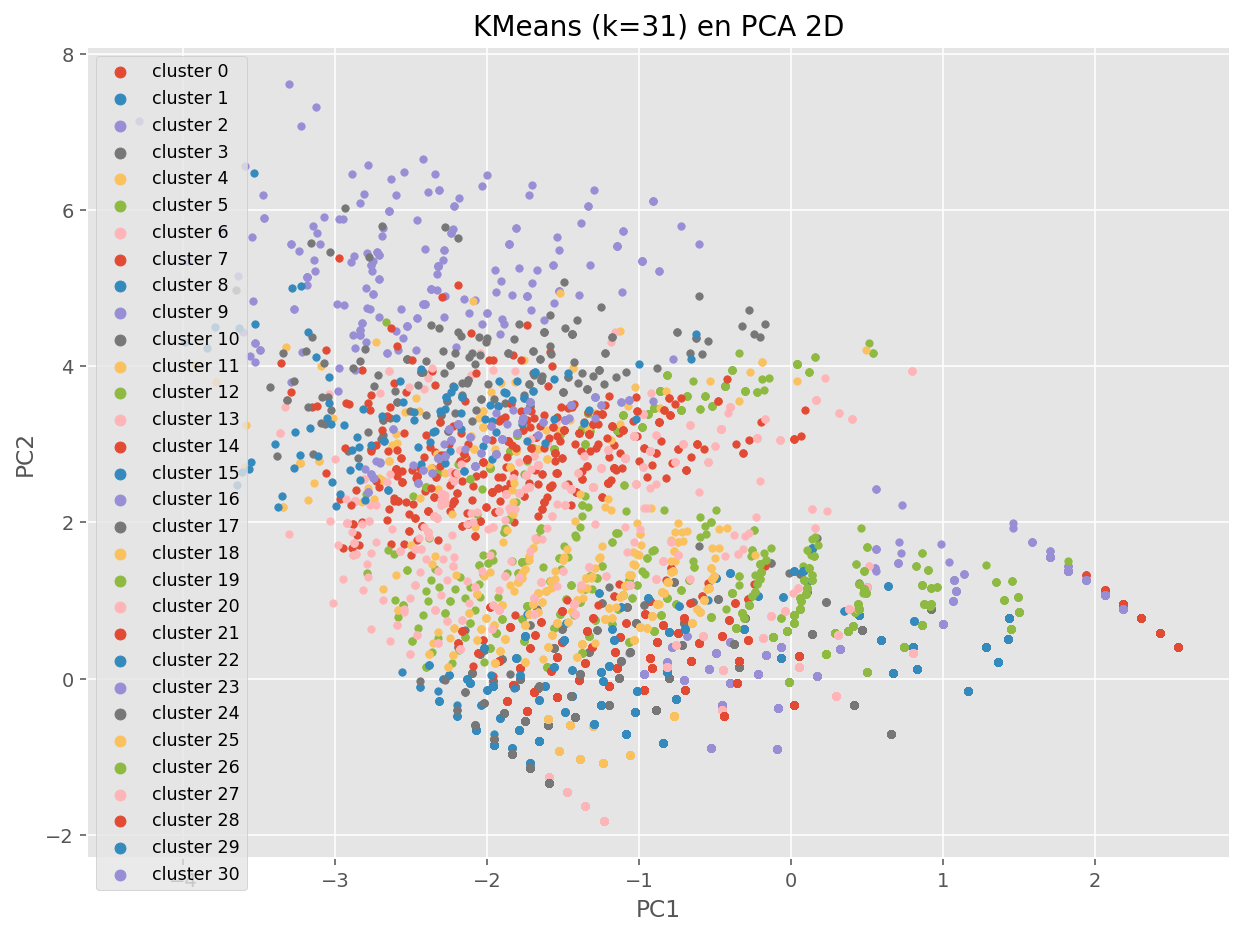 KMeans (k=31) en PCA 2D
8
6
4
2
0
−2
PC2
cluster 0
cluster 1
cluster 2
cluster 3
cluster 4
cluster 5
cluster 6
cluster 7
cluster 8
cluster 9
cluster 10
cluster 11
cluster 12
cluster 13
cluster 14
cluster 15
cluster 16
cluster 17
cluster 18
cluster 19
cluster 20
cluster 21
cluster 22
cluster 23
cluster 24
cluster 25
cluster 26
cluster 27
cluster 28
cluster 29
cluster 30
−4 −3 −2 −1 0 1 2
PC1